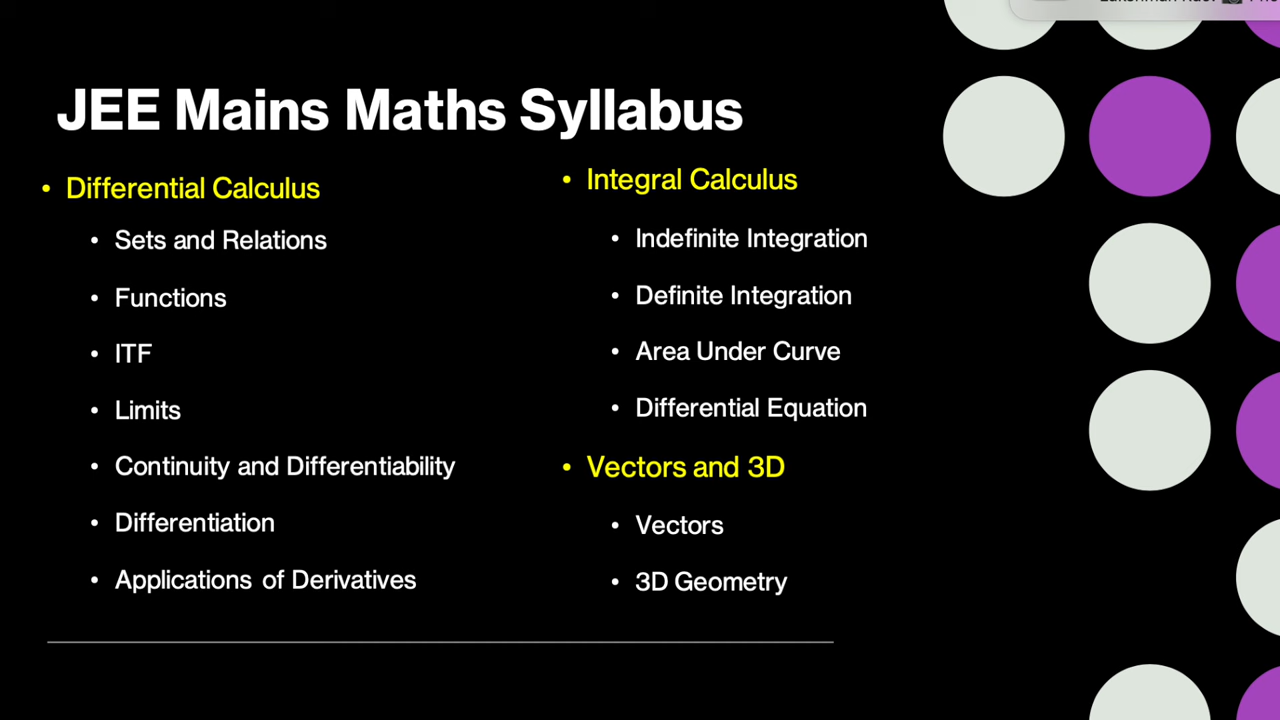 JEE Mains Maths Syllabus
• Differential Calculus
• Sets and Relations
• Functions
• ITF
• Limits
• Continuity and Differentiability
• Differentiation
• Applications of Derivatives
• Integral Calculus
• Indefinite Integration
• Definite Integration
• Area Under Curve
• Differential Equation
• Vectors and 3D
• Vectors
• 3D Geometry